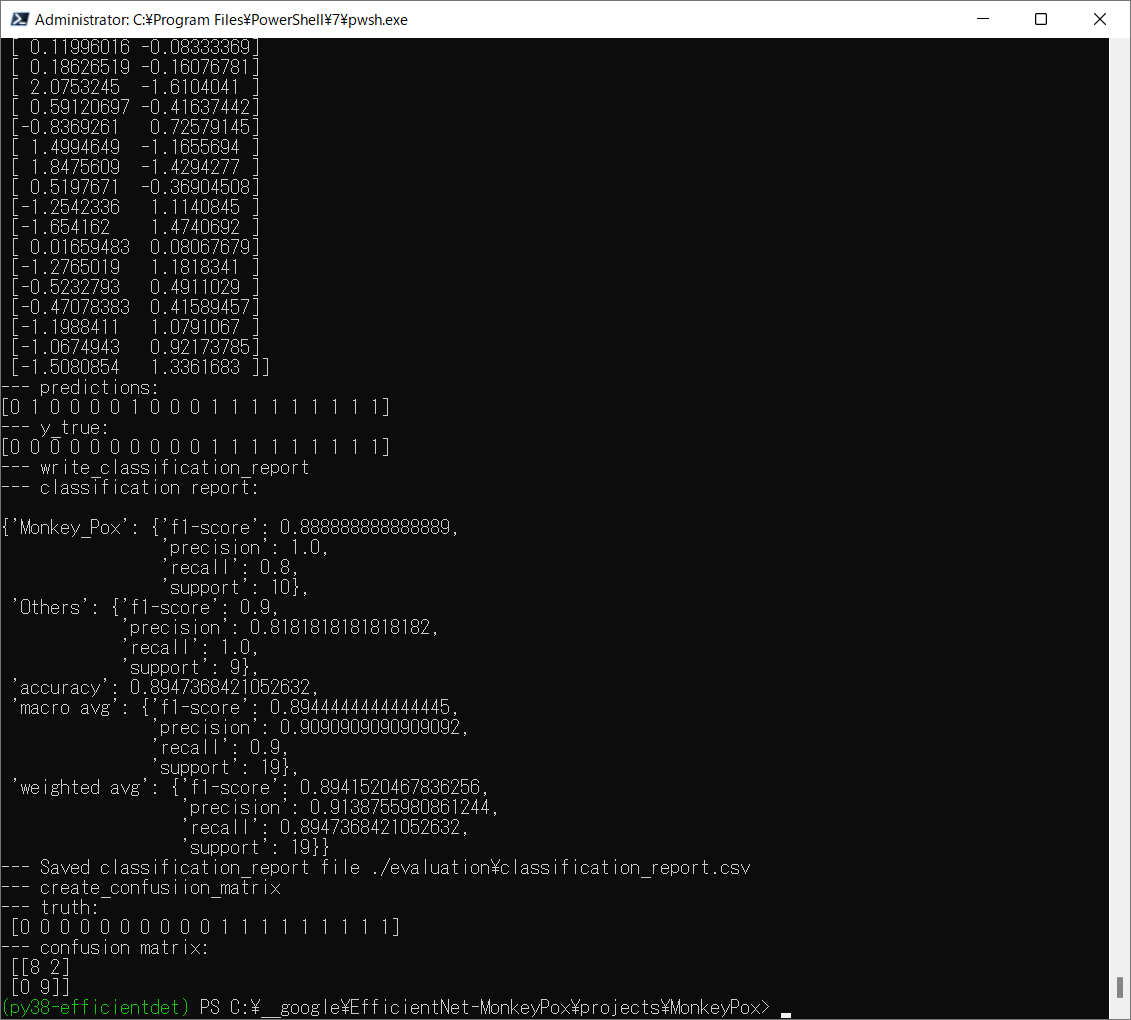 Administrator: C:¥Program Files¥PowerShell¥7¥pwsh.exe
[ 0.11996016 -0.08333369]
[ 0.18626519 -0.16076781]
[ 2.0753245  -1.6104041 ]
[ 0.59120697 -0.41637442]
[-0.8369261   0.72579145]
[ 1.4994649  -1.1655694 ]
[ 1.8475609  -1.4294277 ]
[ 0.5197671  -0.36904508]
[-1.2542336   1.1140845 ]
[-1.654162    1.4740692 ]
[ 0.01659483  0.08067679]
[-1.2765019   1.1818341 ]
[-0.5232793   0.4911029 ]
[-0.47078383  0.41589457]
[-1.1988411   1.0791067 ]
[-1.0674943   0.92173785]
[-1.5080854   1.3361683 ]]
--- predictions:
[0 1 0 0 0 0 1 0 0 0 1 1 1 1 1 1 1 1 1]
--- y_true:
[0 0 0 0 0 0 0 0 0 0 1 1 1 1 1 1 1 1 1]
--- write_classification_report
--- classification report:
{'Monkey_Pox': {'f1-score': 0.888888888888889,
'precision': 1.0,
'recall': 0.8,
'support': 10},
'Others': {'f1-score': 0.9,
'precision': 0.8181818181818182,
'recall': 1.0,
'support': 9},
'accuracy': 0.8947368421052632,
'macro avg': {'f1-score': 0.8944444444444445,
'precision': 0.9090909090909092,
'recall': 0.9,
'support': 19},
'weighted avg': {'f1-score': 0.8941520467836256,
'precision': 0.9138755980861244,
'recall': 0.8947368421052632,
'support': 19}}
--- Saved classification_report file ./evaluation¥classification_report.csv
--- create_confusiion_matrix
--- truth:
[0 0 0 0 0 0 0 0 0 0 1 1 1 1 1 1 1 1 1]
--- confusion matrix:
[[8 2]
[0 9]]
(py38-efficientdet) PS C:¥__google¥EfficientNet-MonkeyPox¥projects¥MonkeyPox>